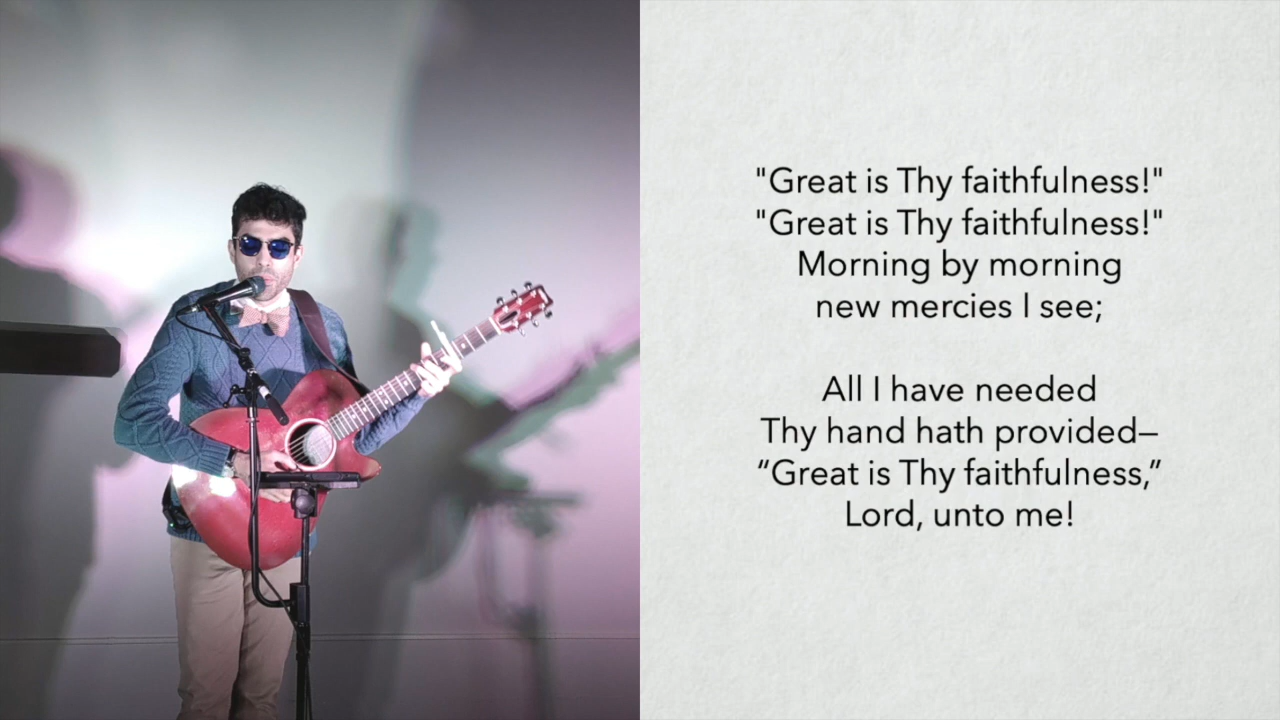 "Great is Thy faithfulness!"
"Great is Thy faithfulness!"
Morning by morning
new mercies I see;
All I have needed
Thy hand hath provided—
“Great is Thy faithfulness,”
Lord, unto me!